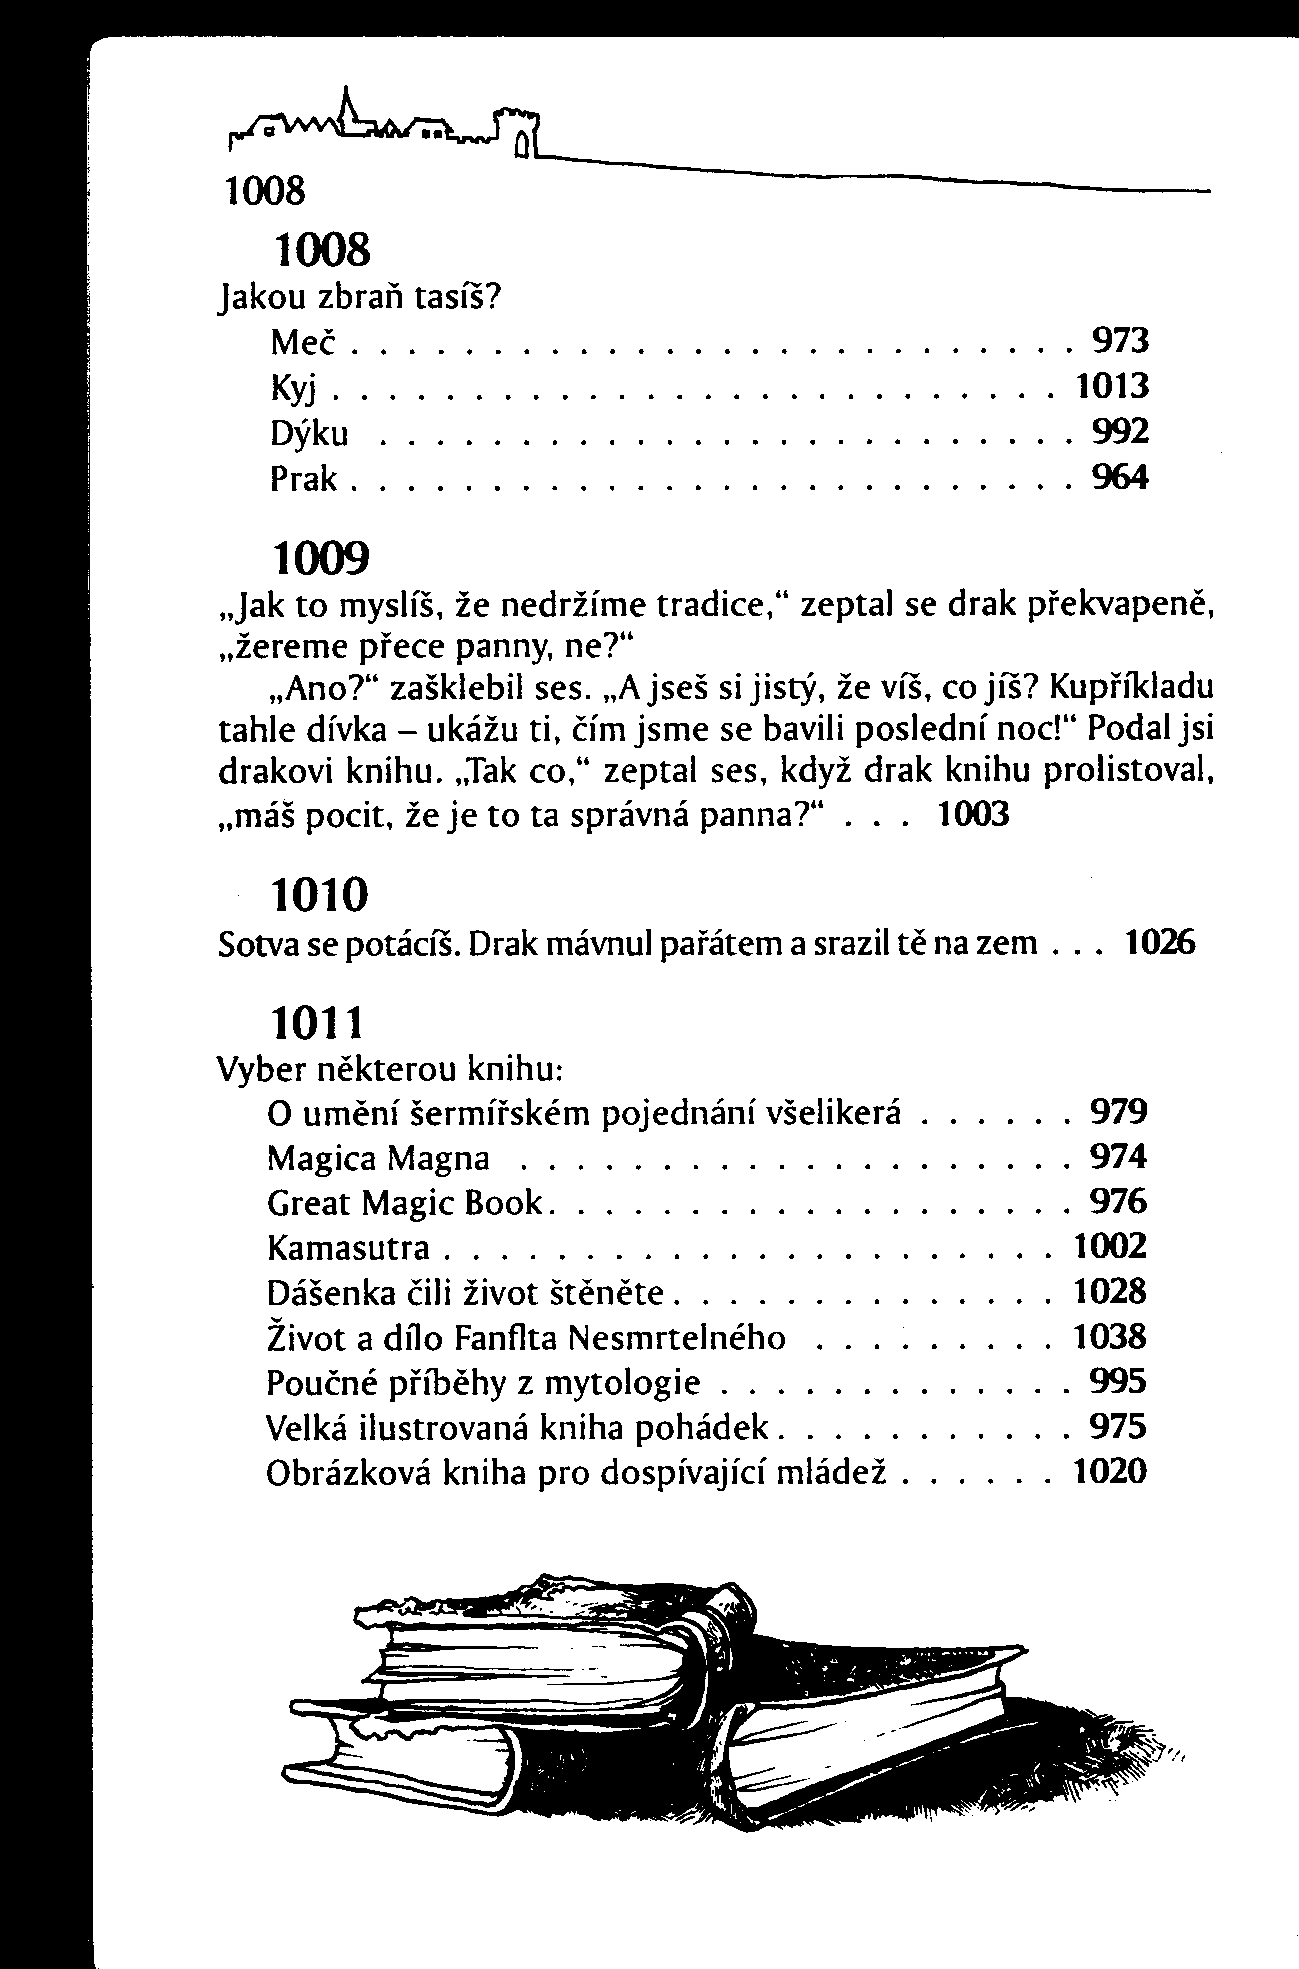 1008
1008
Jakou zbraň tasíš?
Meč . . . . . . . . . . . . . . . . . . . . . . . . . . 973
Kyj . . . . . . . . . . . . . . . . . . . . . . . . . . 1013
Dýku . . . . . . . . . . . . . . . . . . . . . . . . . 992
Prak . . . . . . . . . . . . . . . . . . . . . . . . . . 964
1009
„Jak to myslíš, že nedržíme tradice,“ zeptal se drak překvapeně,
„žereme přece panny, ne?“
„Ano?“ zašklebil ses. „A jseš si jistý, že víš, co jíš? Kupříkladu
tahle dívka – ukážu ti, čím jsme se bavili poslední noc!“ Podal jsi
drakovi knihu. „Tak co,“ zeptal ses, když drak knihu prolistoval,
„máš pocit, že je to ta správná panna?“ . . . 1003
1010
Sotva se potácíš. Drak mávnul pařátem a srazil tě na zem . . . 1026
1011
Vyber některou knihu:
O umění šermířském pojednání všelikerá . . . . . . 979
Magica Magna . . . . . . . . . . . . . . . . . . . . 974
Great Magic Book. . . . . . . . . . . . . . . . . . . 976
Kamasutra . . . . . . . . . . . . . . . . . . . . . . 1002
Dášenka čili život štěněte. . . . . . . . . . . . . . 1028
Život a dílo Fanflta Nesmrtelného . . . . . . . . . 1038
Poučné příběhy z mytologie . . . . . . . . . . . . . 995
Velká ilustrovaná kniha pohádek. . . . . . . . . . . 975
Obrázková kniha pro dospívající mládež . . . . . . 1020